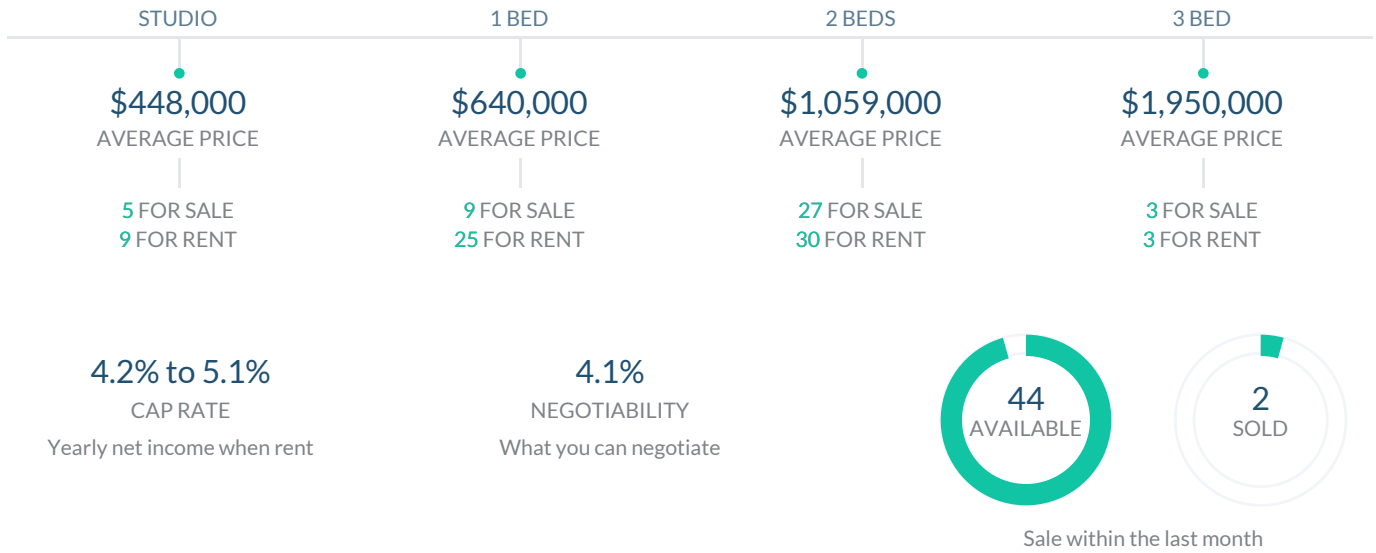 STUDIO
1 BED
2 BEDS
3 BED
$448,000
$640,000
$1,059,000
$1,950,000
AVERAGE PRICE
AVERAGE PRICE
AVERAGE PRICE
AVERAGE PRICE
5 FOR SALE
9 FOR SALE
27 FOR SALE
3 FOR SALE
9 FOR RENT
25 FOR RENT
30 FOR RENT
3 FOR RENT
4.2% to 5.1%
CAP RATE
Yearly net income when rent
4.1%
NEGOTIABILITY
What you can negotiate
44
AVAILABLE
2
SOLD
Sale within the last month